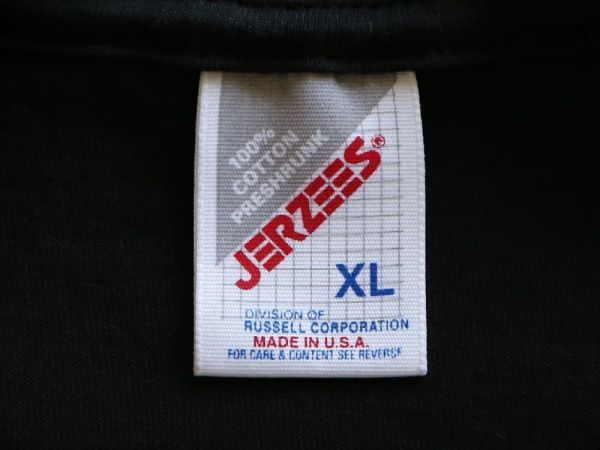 100%
COTTON
PRESHRUNK
JERZEES®
XL
DIVISION OF
RUSSELL CORPORATION
MADE IN U.S.A.
FOR CARE & CONTENT SEE REVERSE